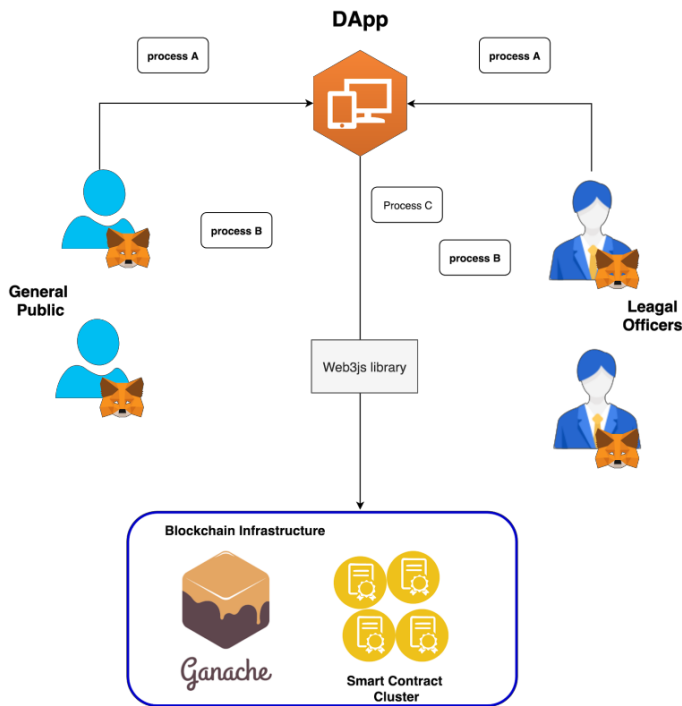 DApp
process A
process A
Process C
process B
process B
General
Public
Leagal
Officers
Web3js library
Blockchain Infrastructure
Ganache
Smart Contract
Cluster